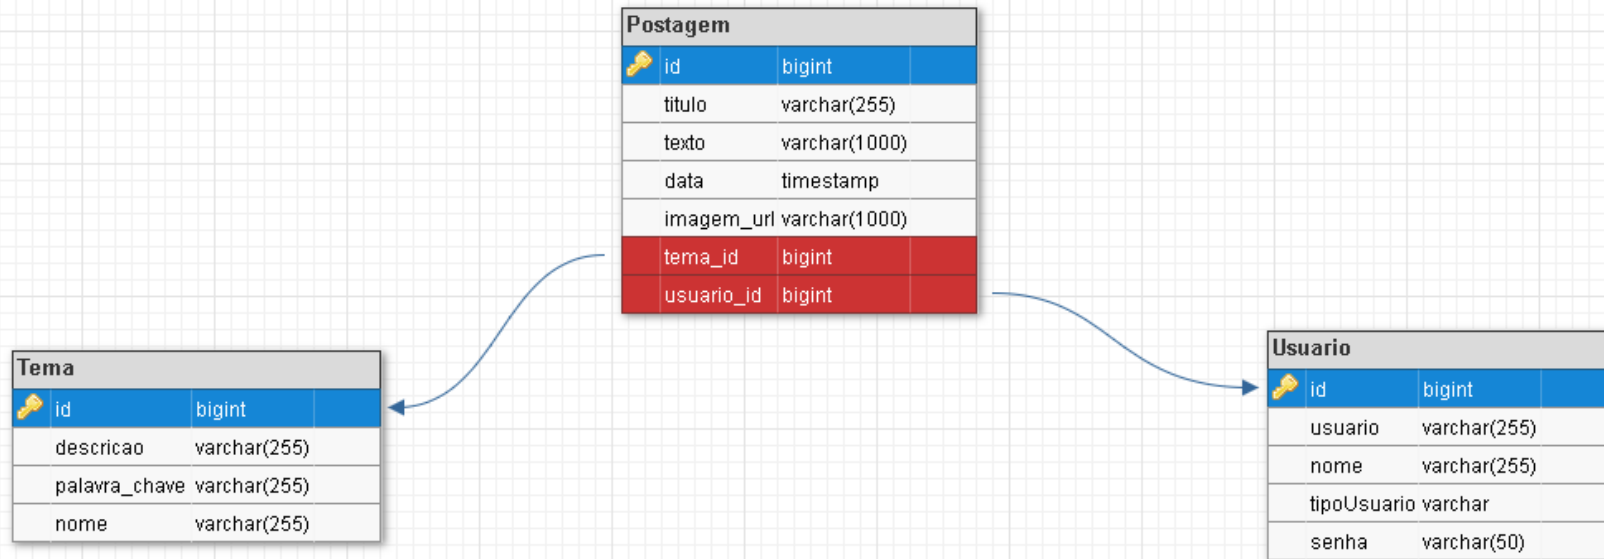 Postagem
id bigint
titulo varchar(255)
texto varchar(1000)
data timestamp
imagem_url varchar(1000)
tema_id bigint
usuario_id bigint
Tema
id bigint
descricao varchar(255)
palavra_chave varchar(255)
nome varchar(255)
Usuario
id bigint
usuario varchar(255)
nome varchar(255)
tipoUsuario varchar
senha varchar(50)